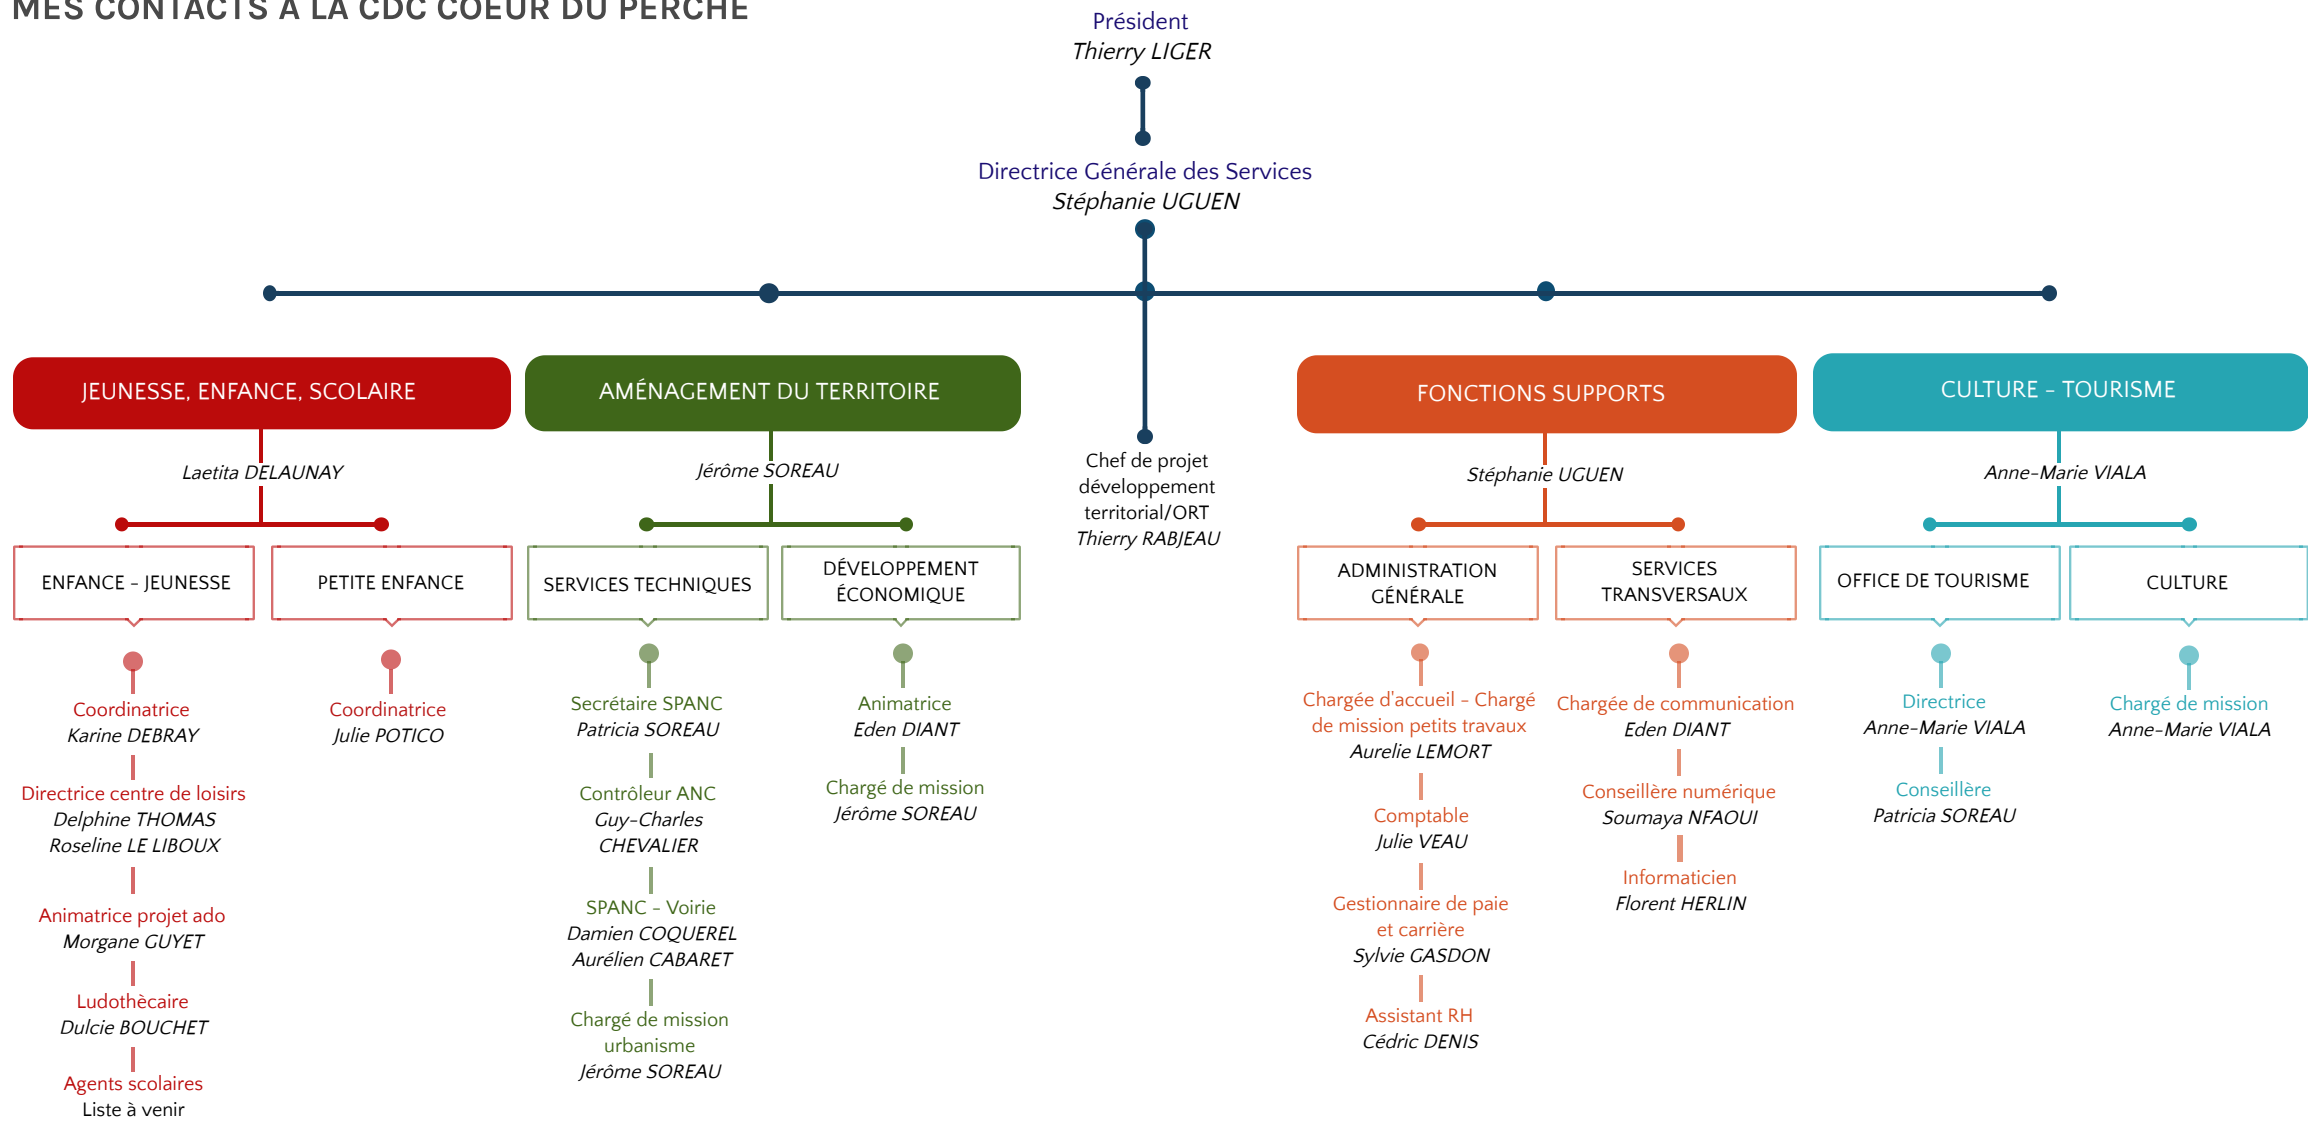 MES CONTACTS A LA CDC COEUR DU PERCHE
Président
Thierry LIGER
Directrice Générale des Services
Stéphanie UGUEN
JEUNESSE, ENFANCE, SCOLAIRE
Laetita DELAUNAY
ENFANCE - JEUNESSE
Coordinatrice
Karine DEBRAY
Directrice centre de loisirs
Delphine THOMAS
Roseline LE LIBOUX
Animatrice projet ado
Morgane GUYET
Ludothècaire
Dulcie BOUCHET
Agents scolaires
Liste à venir
PETITE ENFANCE
Coordinatrice
Julie POTICO
AMÉNAGEMENT DU TERRITOIRE
Jérôme SOREAU
SERVICES TECHNIQUES
Secrétaire SPANC
Patricia SOREAU
Contrôleur ANC
Guy-Charles
CHEVALIER
SPANC - Voirie
Damien COQUEREL
Aurélien CABARET
Chargé de mission
urbanisme
Jérôme SOREAU
DÉVELOPPEMENT
ÉCONOMIQUE
Animatrice
Eden DIANT
Chargé de mission
Jérôme SOREAU
Chef de projet
développement
territorial/ORT
Thierry RABJEAU
FONCTIONS SUPPORTS
Stéphanie UGUEN
ADMINISTRATION
GÉNÉRALE
Chargée d'accueil - Chargé
de mission petits travaux
Aurelie LEMORT
Comptable
Julie VEAU
Gestionnaire de paie
et carrière
Sylvie GASDON
Assistant RH
Cédric DENIS
SERVICES
TRANSVERSAUX
Chargée de communication
Eden DIANT
Conseillère numérique
Soumaya NFAOUI
Informaticien
Florent HERLIN
CULTURE - TOURISME
Anne-Marie VIALA
OFFICE DE TOURISME
Directrice
Anne-Marie VIALA
Conseillère
Patricia SOREAU
CULTURE
Chargé de mission
Anne-Marie VIALA